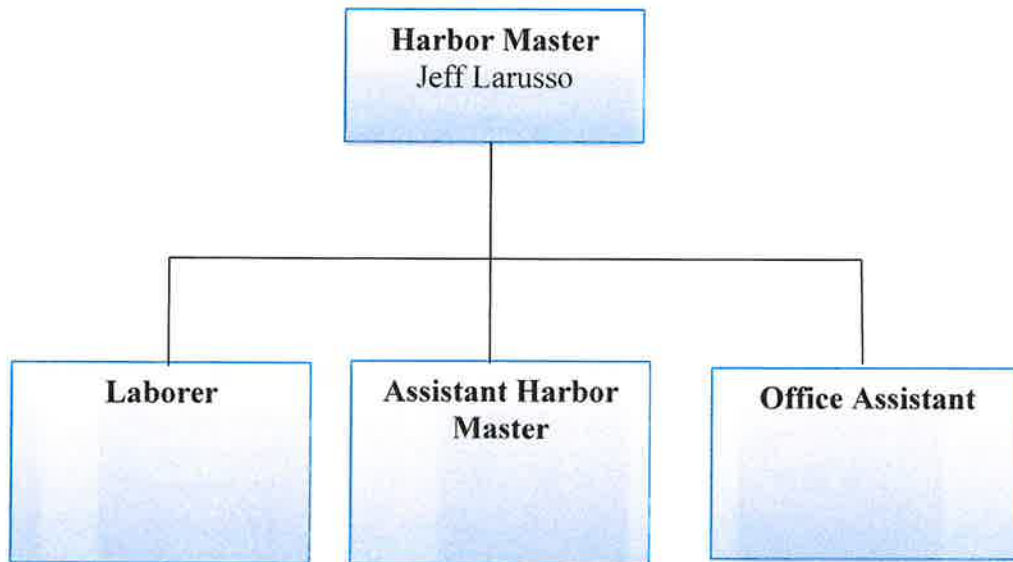 Harbor Master
Jeff Larusso
Laborer
Assistant Harbor
Master
Office Assistant